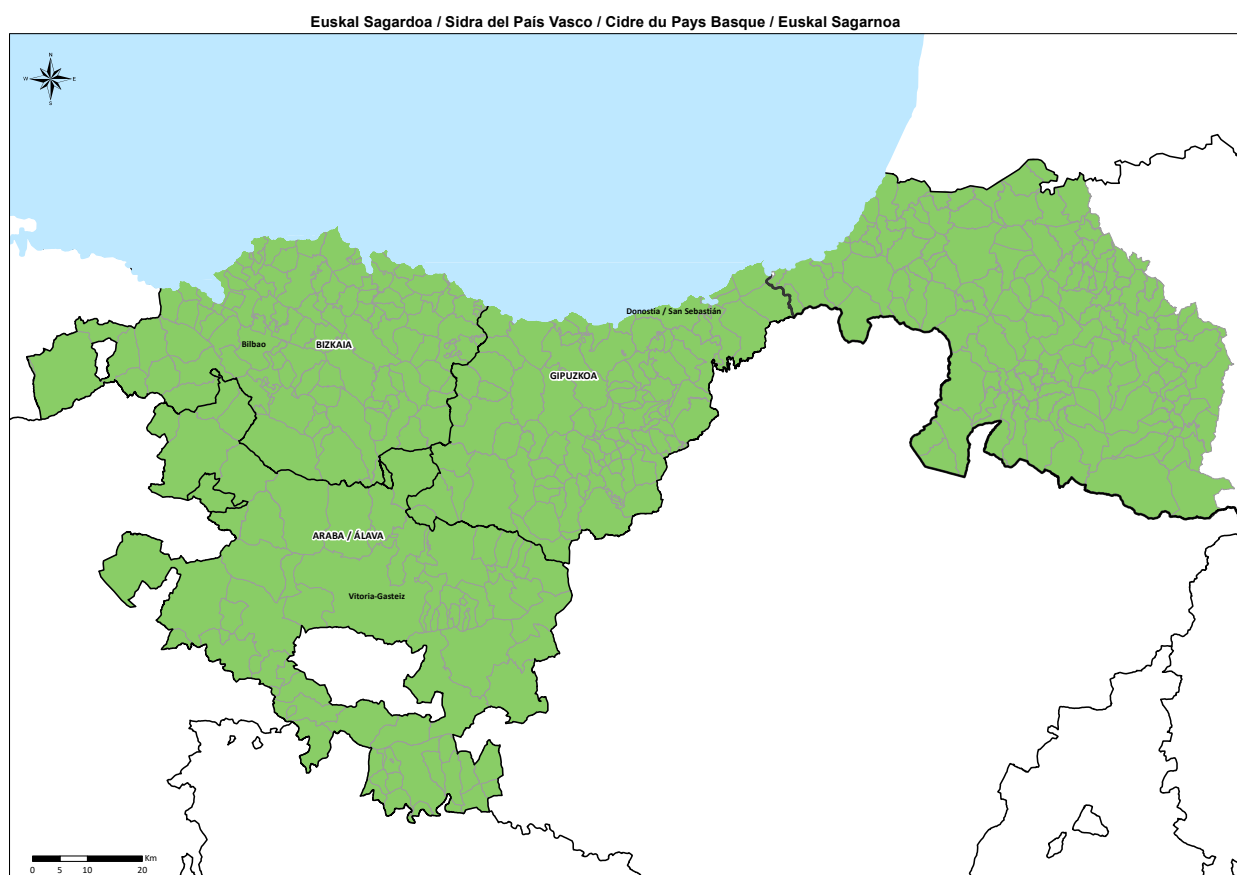 Euskal Sagardoa / Sidra del País Vasco / Cidre du Pays Basque / Euskal Sagarnoa
N
W E
S
Donostia / San Sebastián
Bilbao
BIZKAIA
GIPUZKOA
ARABA / ÁLAVA
Vitoria-Gasteiz
Km
0 5 10 20